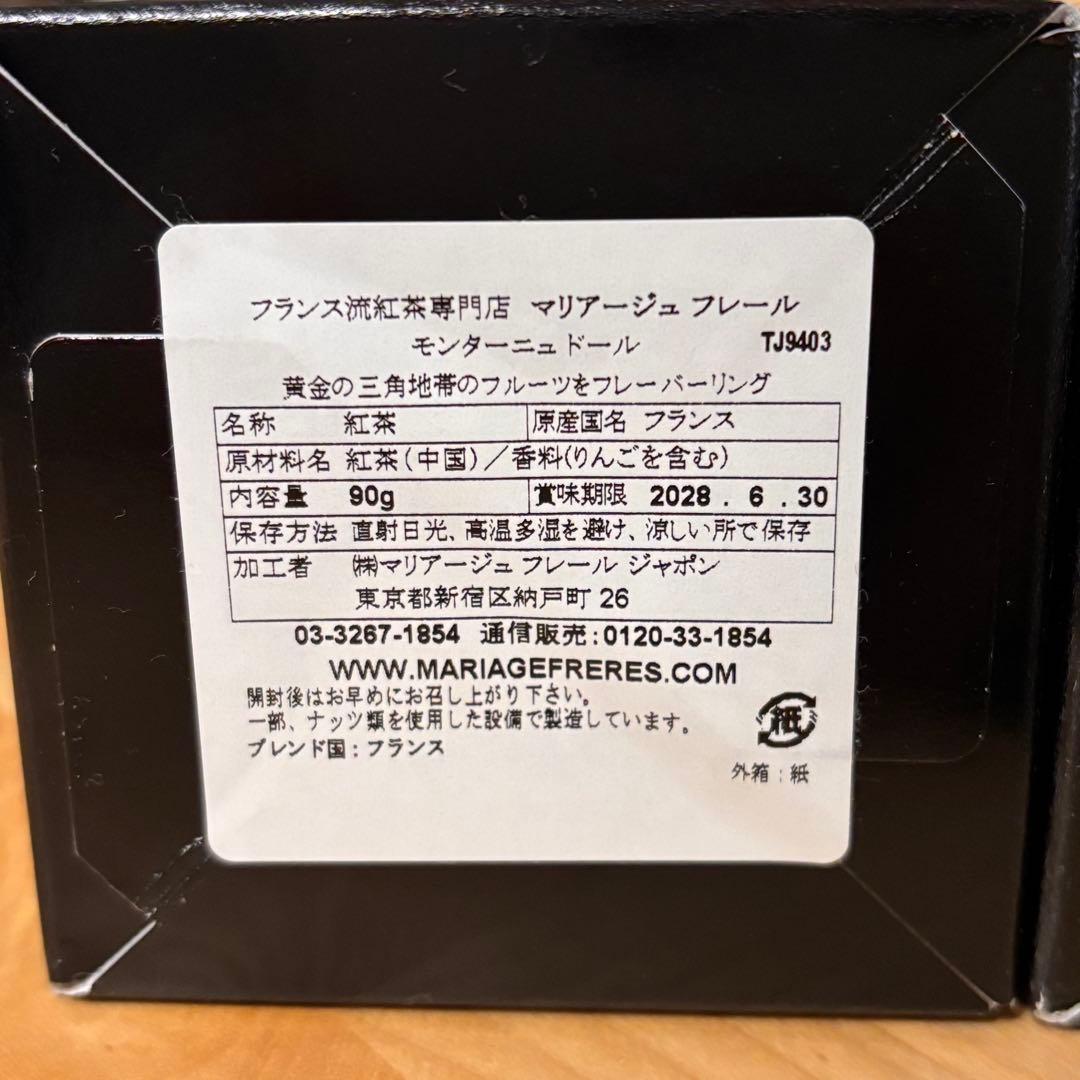 フランス流紅茶専門店 マリアージュ フレール
モンターニュ ドール TJ9403
黄金の三角地帯のフルーツをフレーバーリング
名称 紅茶 原産国名 フランス
原材料名 紅茶(中国)/香料(りんごを含む)
内容量 90g 賞味期限 2028 . 6 . 30
保存方法 直射日光、高温多湿を避け、涼しい所で保存
加工者 ㈱マリアージュ フレール ジャポン
東京都新宿区納戸町 26
03-3267-1854 通信販売:0120-33-1854
WWW.MARIAGEFRERES.COM
開封後はお早めにお召し上がり下さい。
一部、ナッツ類を使用した設備で製造しています。
ブレンド国:フランス
紙
外箱:紙